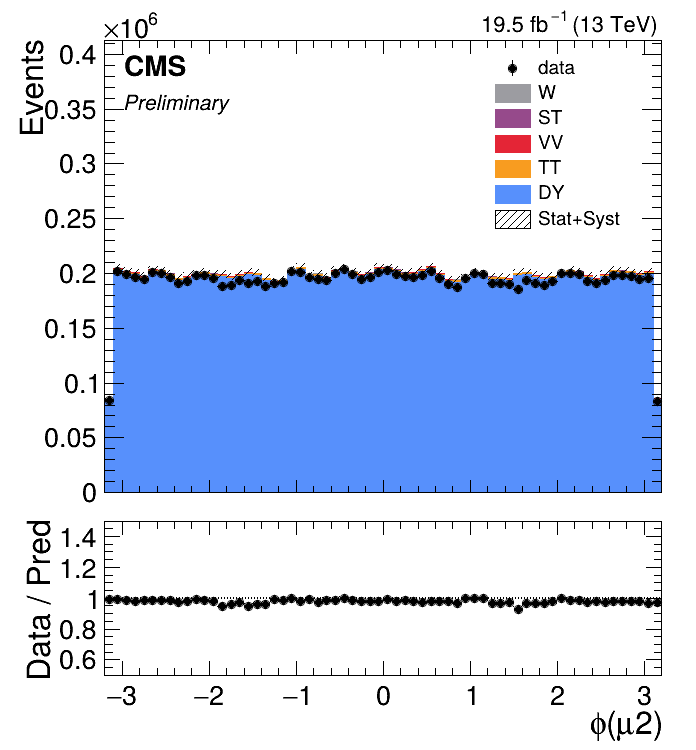 ×10⁶
19.5 fb⁻¹ (13 TeV)
CMS
Preliminary
Events
0.4
0.35
0.3
0.25
0.2
0.15
0.1
0.05
0
data
W
ST
VV
TT
DY
Stat+Syst
Data / Pred
1.4
1.2
1
0.8
0.6
−3 −2 −1 0 1 2 3
ϕ(μ2)